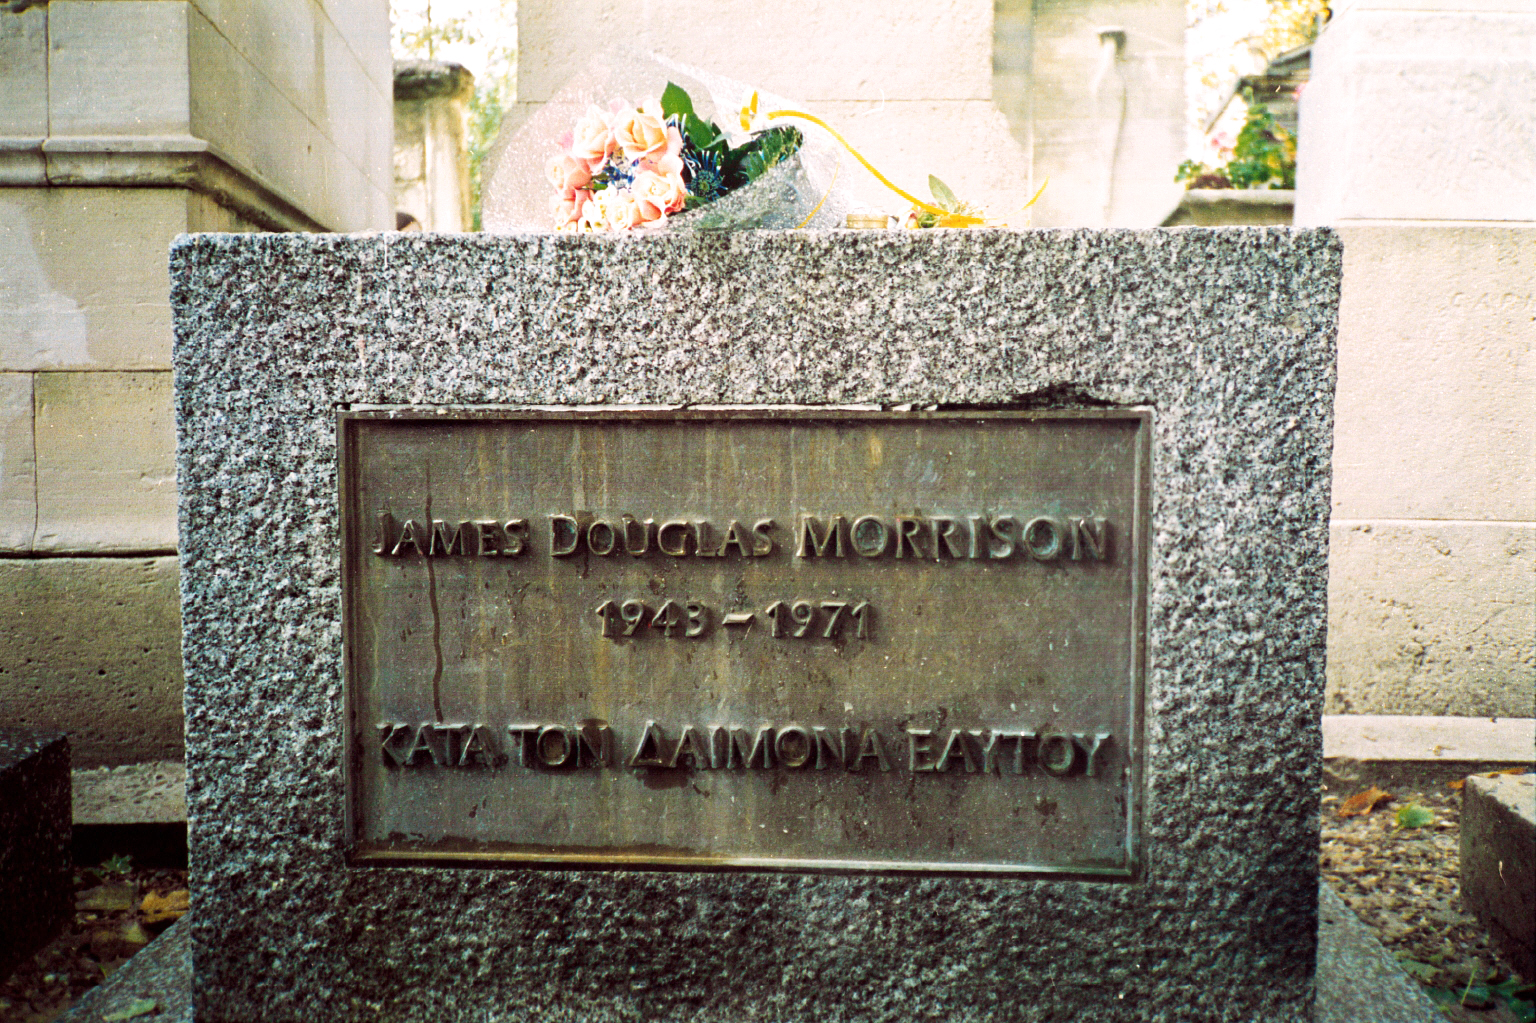 JAMES DOUGLAS MORRISON
1943 – 1971
ΚΑΤΑ ΤΟΝ ΔΑΙΜΟΝΑ ΕΑΥΤΟΥ